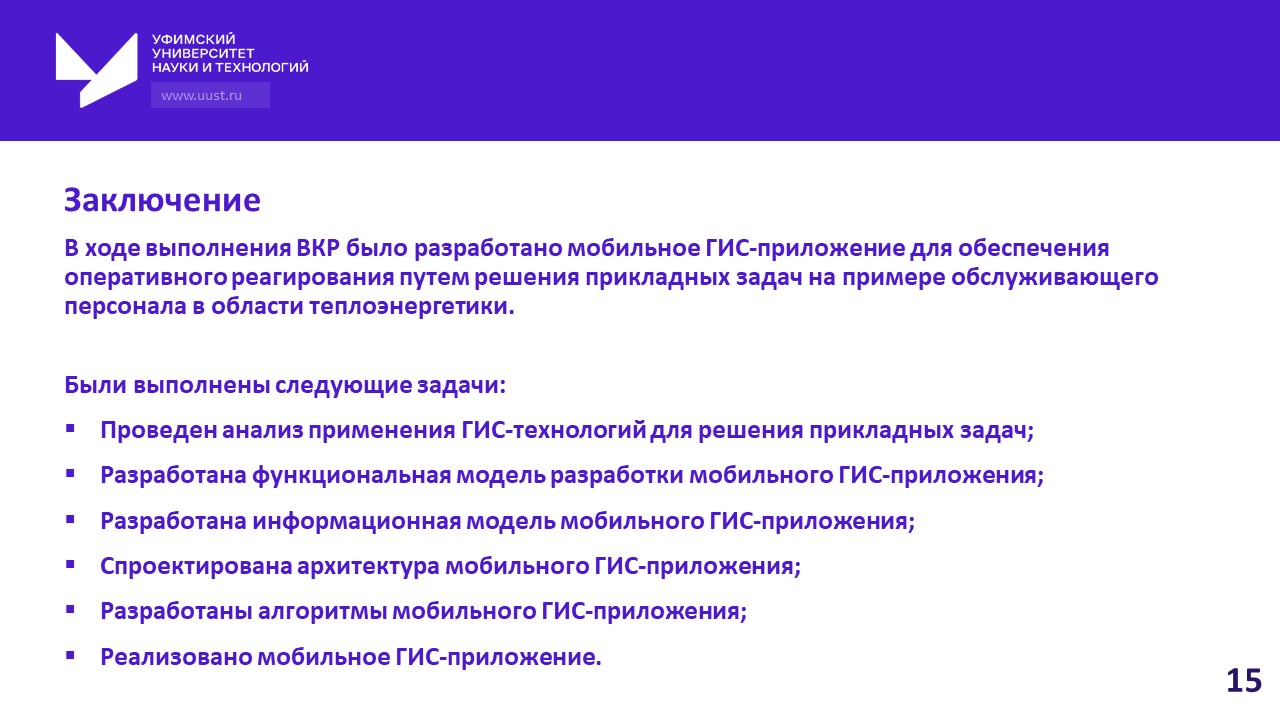 УФИМСКИЙ
УНИВЕРСИТЕТ
НАУКИ И ТЕХНОЛОГИЙ
www.uust.ru
Заключение
В ходе выполнения ВКР было разработано мобильное ГИС-приложение для обеспечения
оперативного реагирования путем решения прикладных задач на примере обслуживающего
персонала в области теплоэнергетики.
Были выполнены следующие задачи:
▪ Проведен анализ применения ГИС-технологий для решения прикладных задач;
▪ Разработана функциональная модель разработки мобильного ГИС-приложения;
▪ Разработана информационная модель мобильного ГИС-приложения;
▪ Спроектирована архитектура мобильного ГИС-приложения;
▪ Разработаны алгоритмы мобильного ГИС-приложения;
▪ Реализовано мобильное ГИС-приложение.
15